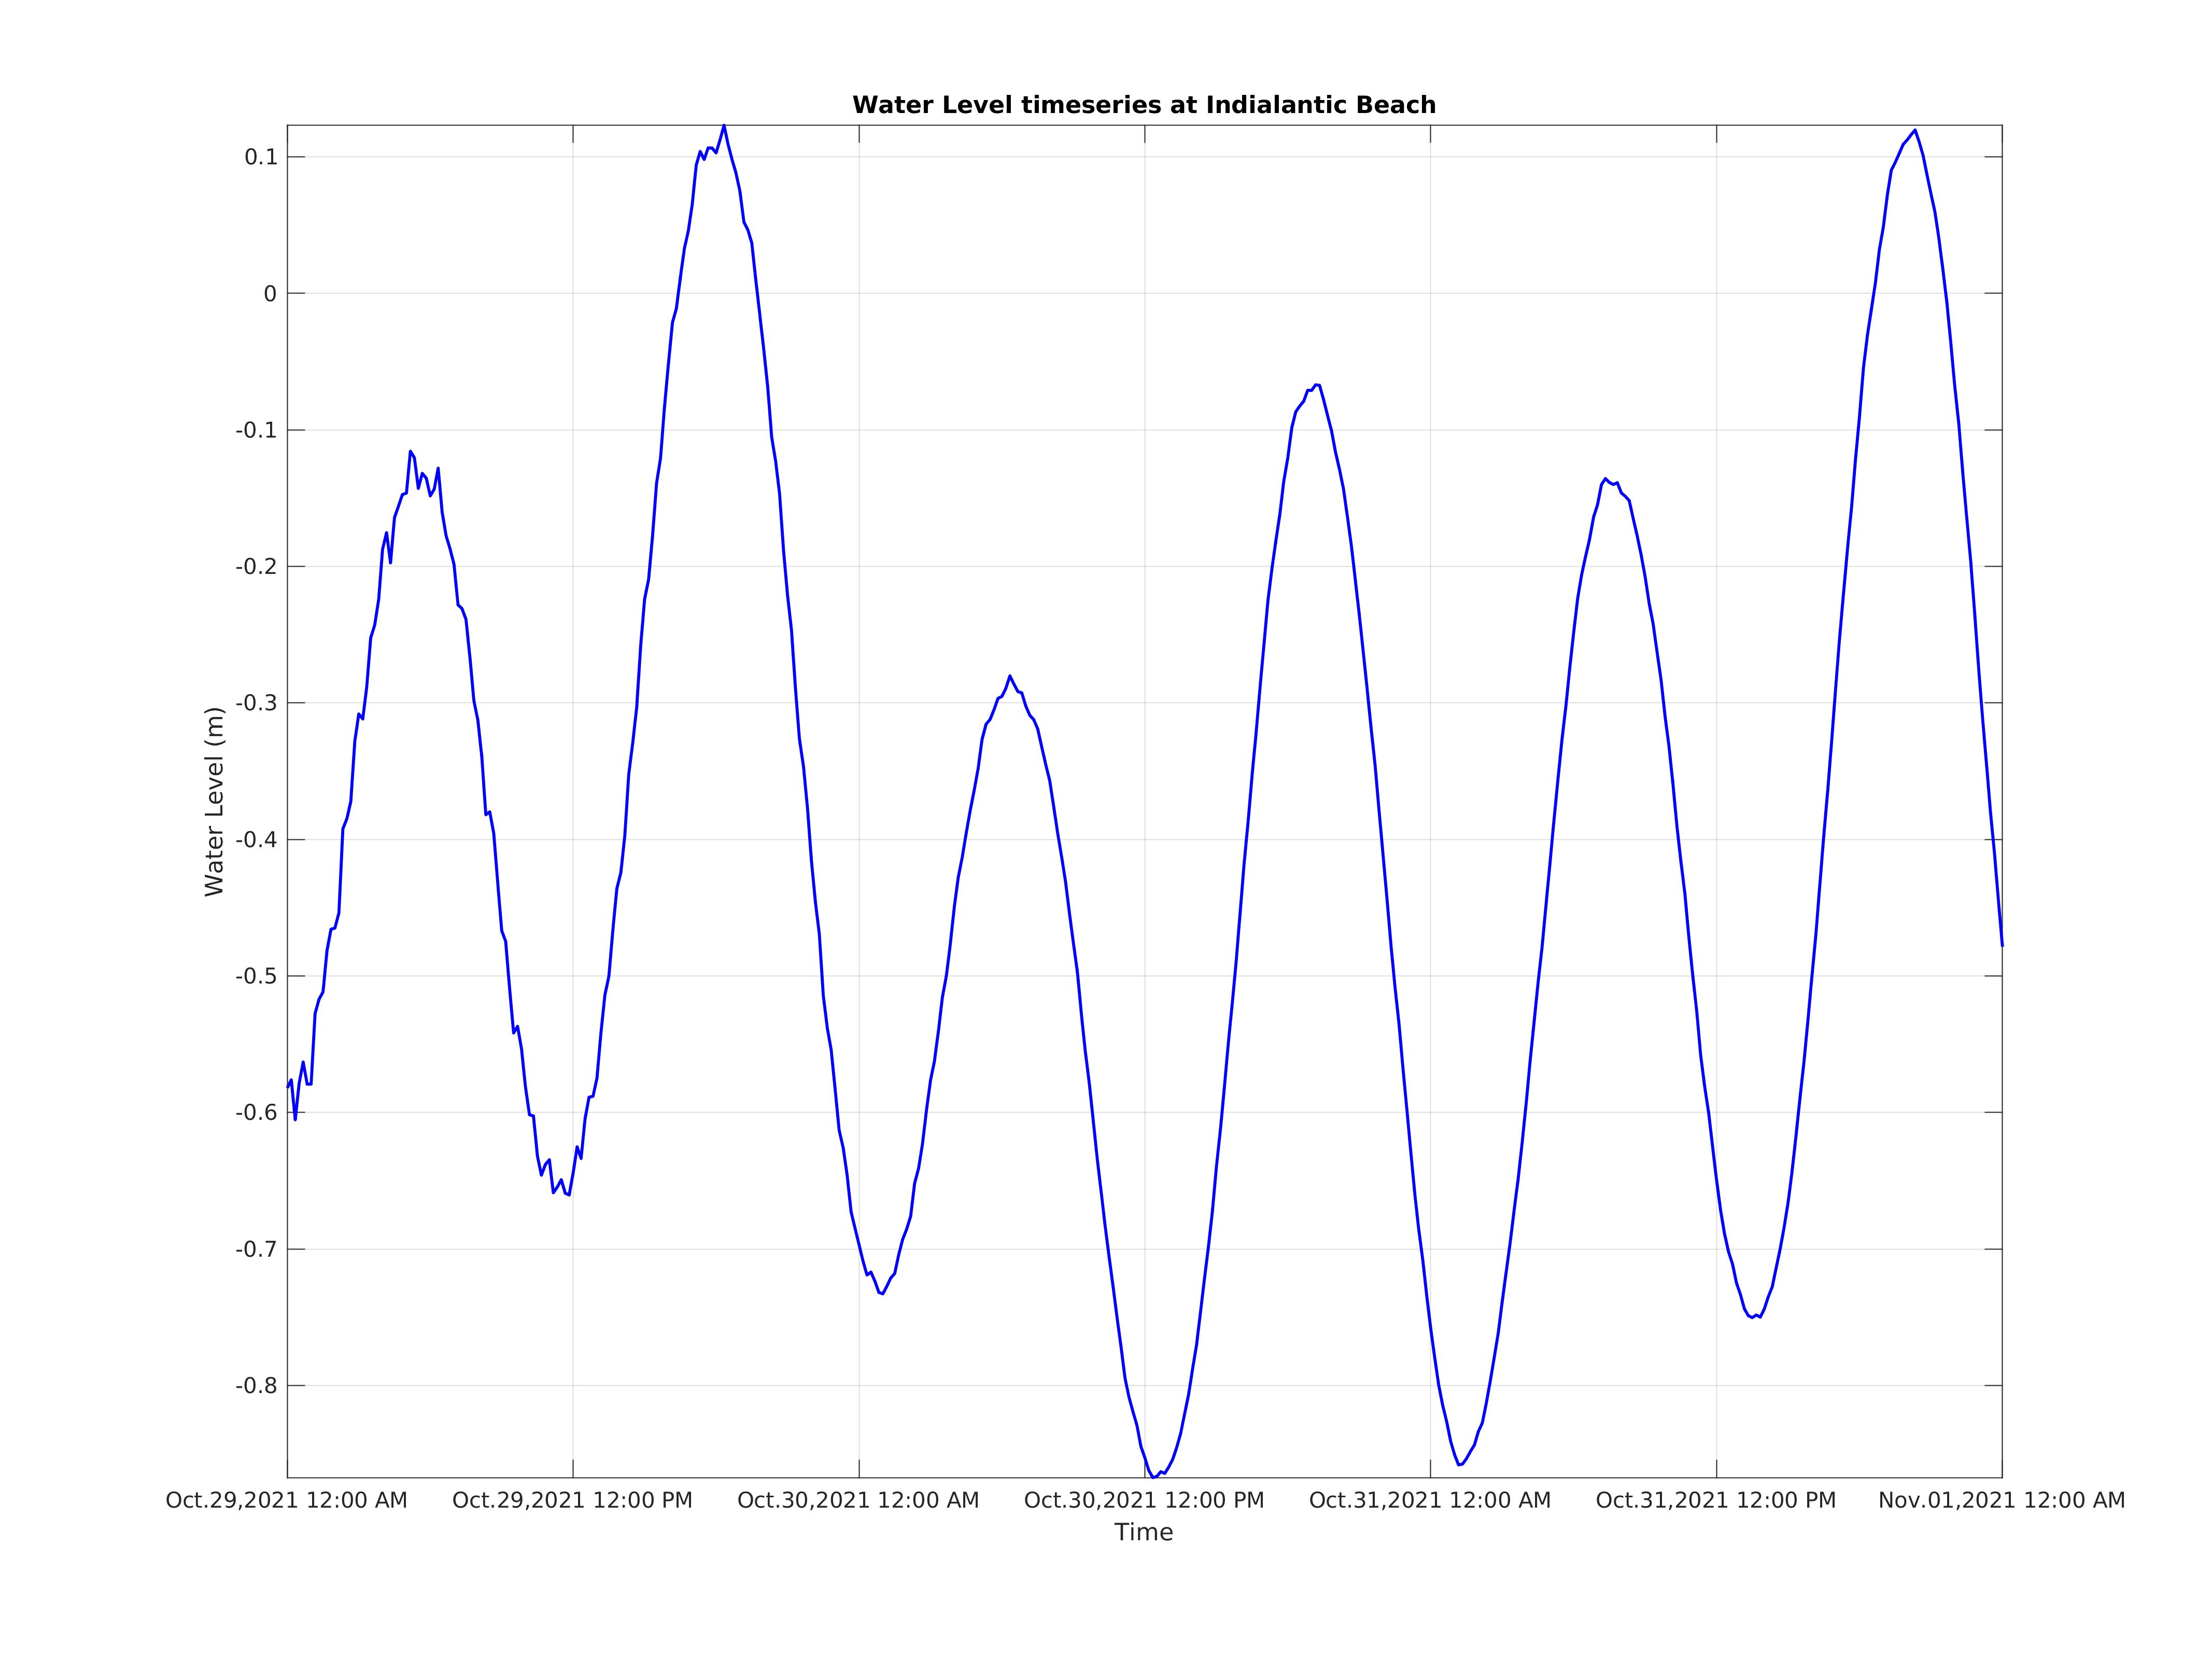 Water Level timeseries at Indialantic Beach
0.1
0
-0.1
-0.2
-0.3
-0.4
-0.5
-0.6
-0.7
-0.8
Water Level (m)
Oct.29,2021 12:00 AM
Oct.29,2021 12:00 PM
Oct.30,2021 12:00 AM
Oct.30,2021 12:00 PM
Oct.31,2021 12:00 AM
Oct.31,2021 12:00 PM
Nov.01,2021 12:00 AM
Time